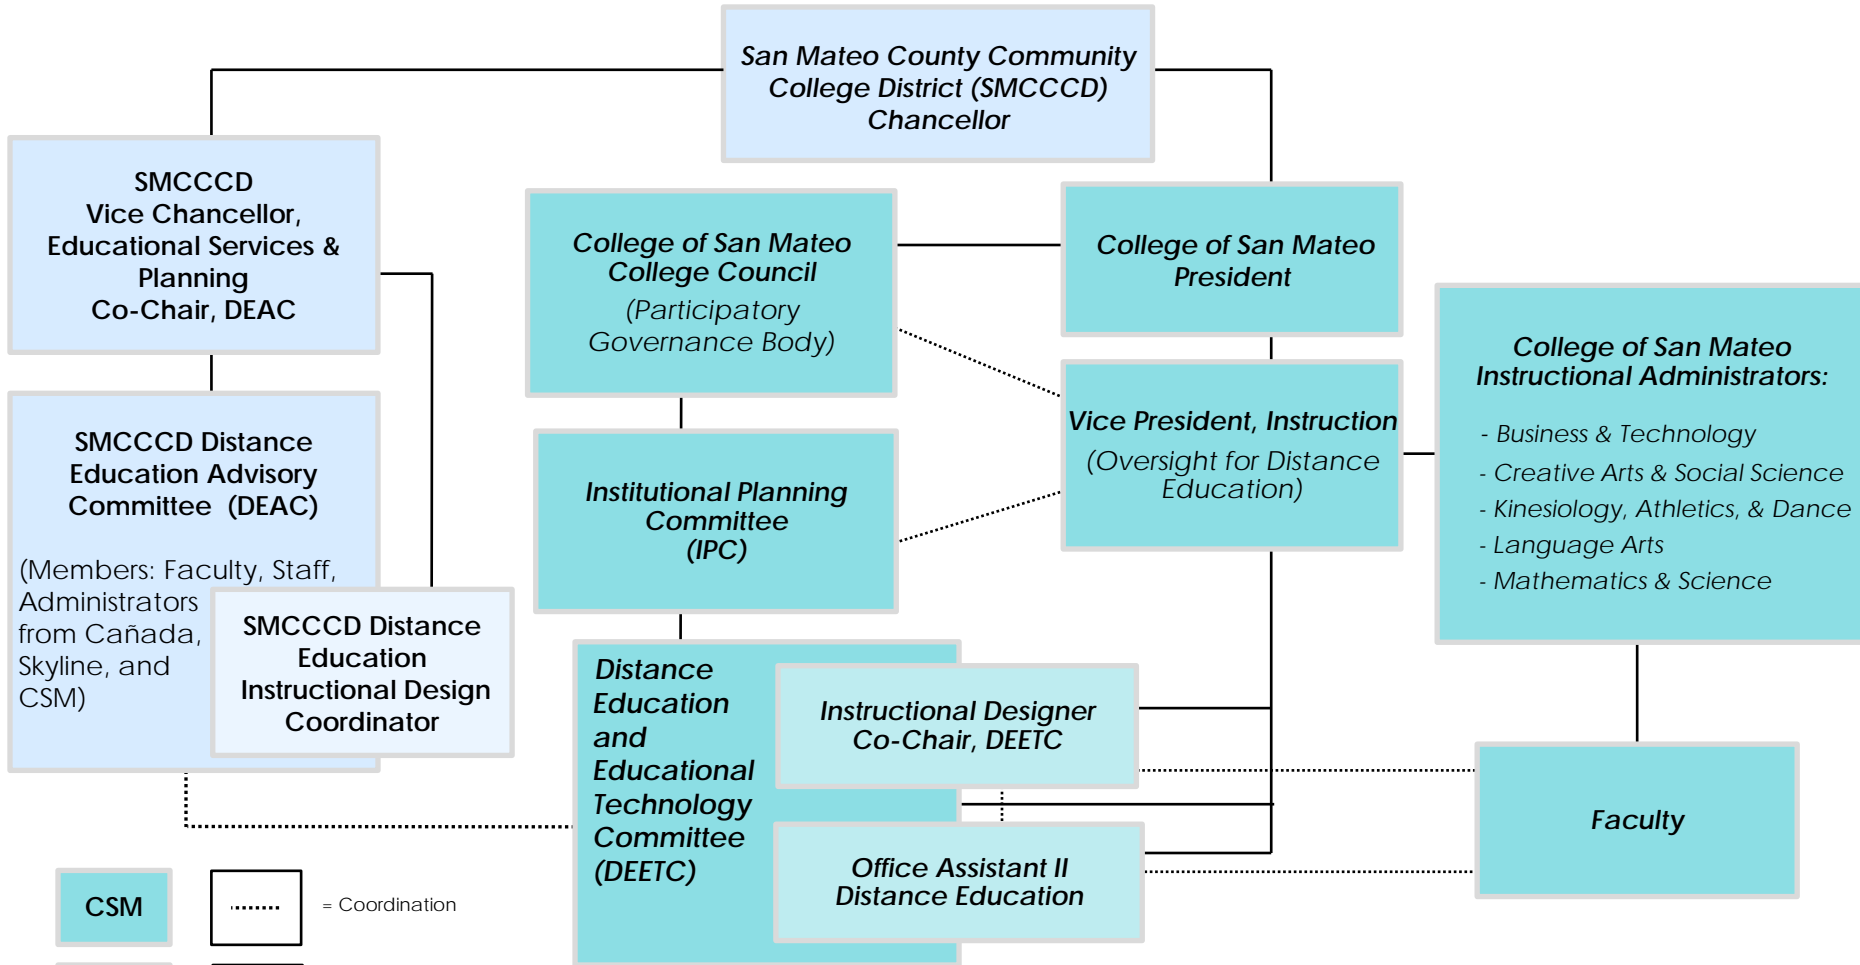 San Mateo County Community
College District (SMCCCD)
Chancellor
SMCCCD
Vice Chancellor,
Educational Services &
Planning
Co-Chair, DEAC
College of San Mateo
College Council
(Participatory
Governance Body)
College of San Mateo
President
College of San Mateo
Instructional Administrators:
- Business & Technology
- Creative Arts & Social Science
- Kinesiology, Athletics, & Dance
- Language Arts
- Mathematics & Science
Vice President, Instruction
(Oversight for Distance
Education)
SMCCCD Distance
Education Advisory
Committee (DEAC)
(Members: Faculty, Staff,
Administrators
from Cañada,
Skyline, and
CSM)
Institutional Planning
Committee
(IPC)
SMCCCD Distance
Education
Instructional Design
Coordinator
Distance
Education
and
Educational
Technology
Committee
(DEETC)
Instructional Designer
Co-Chair, DEETC
Office Assistant II
Distance Education
Faculty
CSM
= Coordination